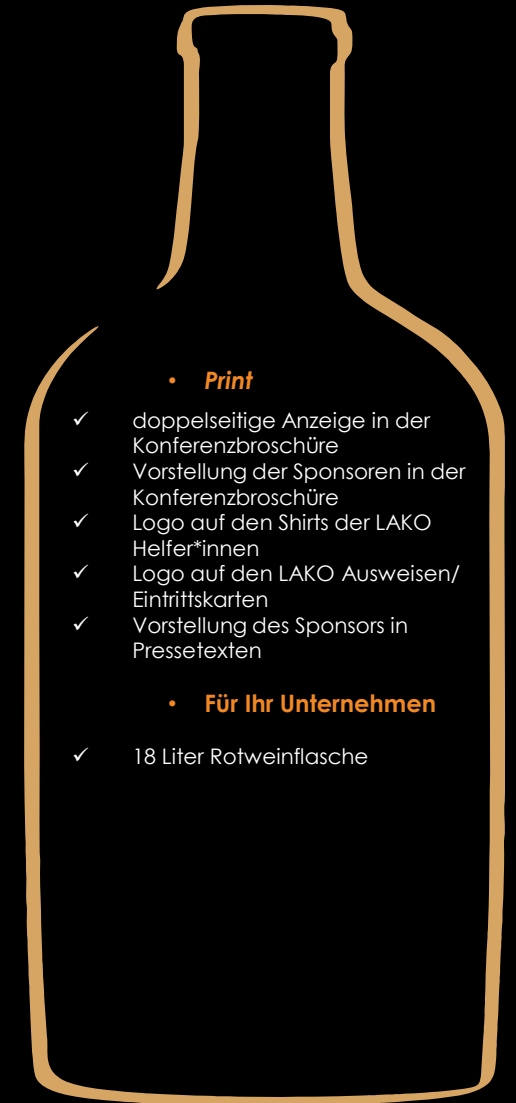 • Print
✓ doppelseitige Anzeige in der
Konferenzbroschüre
✓ Vorstellung der Sponsoren in der
Konferenzbroschüre
✓ Logo auf den Shirts der LAKO
Helfer*innen
✓ Logo auf den LAKO Ausweisen/
Eintrittskarten
✓ Vorstellung des Sponsors in
Pressetexten
• Für Ihr Unternehmen
✓ 18 Liter Rotweinflasche